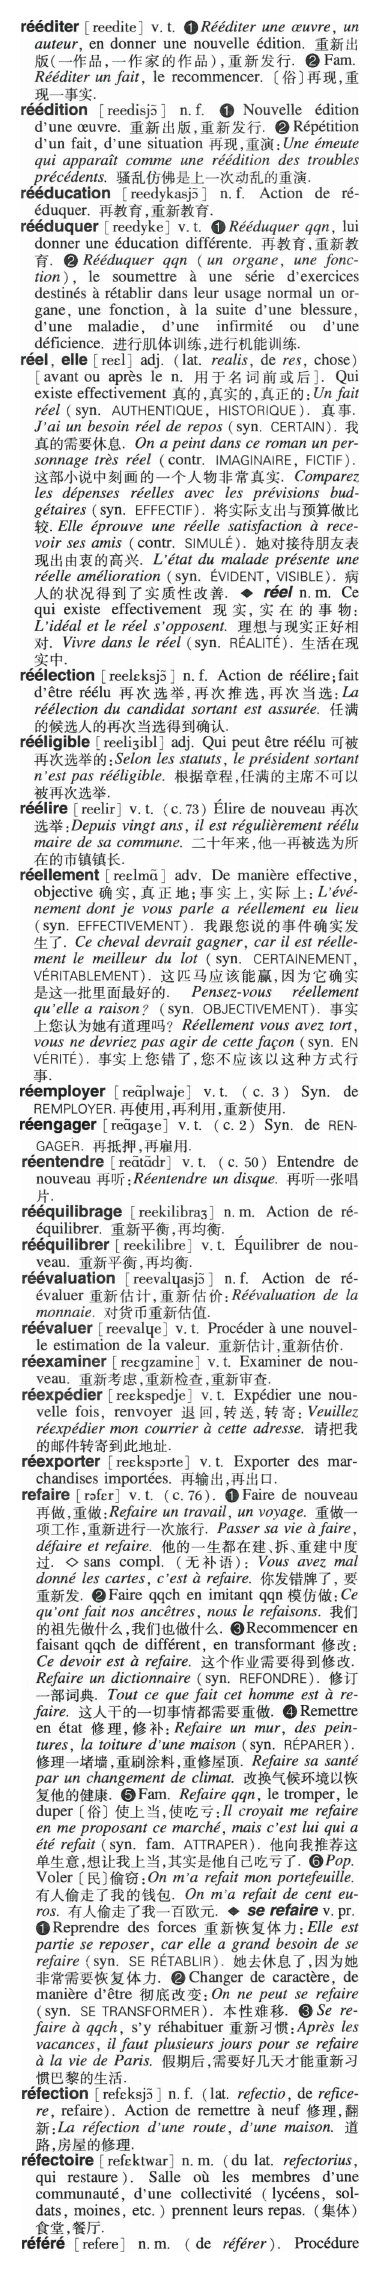 rééditer [reedite] v. t. ❶ Rééditer une œuvre, un
auteur, en donner une nouvelle édition. 重新出
版(一作品,一作家的作品),重新发行. ❷ Fam.
Rééditer un fait, le recommencer. 〔俗〕再现,重
现一事实.
réédition [reedisjɔ̃] n. f. ❶ Nouvelle édition
d'une œuvre. 重新出版,重新发行. ❷ Répétition
d'un fait, d'une situation 再现,重演: Une émeute
qui apparaît comme une réédition des troubles
précédents. 骚乱仿佛是上一次动乱的重演.
rééducation [reedykasjɔ̃] n. f. Action de ré-
éduquer. 再教育,重新教育.
rééduquer [reedyke] v. t. ❶ Rééduquer qqn, lui
donner une éducation différente. 再教育,重新教
育. ❷ Rééduquer qqn (un organe, une fonc-
tion), le soumettre à une série d'exercices
destinés à rétablir dans leur usage normal un or-
gane, une fonction, à la suite d'une blessure,
d'une maladie, d'une infirmité ou d'une
déficience. 进行肌体训练,进行机能训练.
réel, elle [reɛl] adj. (lat. realis, de res, chose)
[avant ou après le n. 用于名词前或后]. Qui
existe effectivement 真的,真实的,真正的: Un fait
réel (syn. AUTHENTIQUE, HISTORIQUE). 真事.
J'ai un besoin réel de repos (syn. CERTAIN). 我
真的需要休息. On a peint dans ce roman un per-
sonnage très réel (contr. IMAGINAIRE, FICTIF).
这部小说中刻画的一个人物非常真实. Comparez
les dépenses réelles avec les prévisions bud-
gétaires (syn. EFFECTIF). 将实际支出与预算做比
较. Elle éprouve une réelle satisfaction à rece-
voir ses amis (contr. SIMULÉ). 她对接待朋友表
现出由衷的高兴. L'état du malade présente une
réelle amélioration (syn. ÉVIDENT, VISIBLE). 病
人的状况得到了实质性改善. ◆ réel n. m. Ce
qui existe effectivement 现实,实在的事物:
L'idéal et le réel s'opposent. 理想与现实正好相
对. Vivre dans le réel (syn. RÉALITÉ). 生活在现
实中.
réélection [reelɛksjɔ̃] n. f. Action de réélire; fait
d'être réélu 再次选举,再次推选,再次当选: La
réélection du candidat sortant est assurée. 任满
的候选人的再次当选得到确认.
rééligible [reeliʒibl] adj. Qui peut être réélu 可被
再次选举的: Selon les statuts, le président sortant
n'est pas rééligible. 根据章程,任满的主席不可以
被再次选举.
réélire [reelir] v. t. (c. 73) Élire de nouveau 再次
选举: Depuis vingt ans, il est régulièrement réélu
maire de sa commune. 二十年来,他一再被选为所
在的市镇镇长.
réellement [reɛlmɑ̃] adv. De manière effective,
objective 确实,真正地;事实上,实际上: L'évé-
nement dont je vous parle a réellement eu lieu
(syn. EFFECTIVEMENT). 我跟您说的事件确实发
生了. Ce cheval devrait gagner, car il est réelle-
ment le meilleur du lot (syn. CERTAINEMENT,
VÉRITABLEMENT). 这匹马应该能赢,因为它确实
是这一批里面最好的. Pensez-vous réellement
qu'elle a raison? (syn. OBJECTIVEMENT). 事实
上您认为她有道理吗? Réellement vous avez tort,
vous ne devriez pas agir de cette façon (syn. EN
VÉRITÉ). 事实上您错了,您不应该以这种方式行
事.
réemployer [reɑ̃plwaje] v. t. (c. 3) Syn. de
REMPLOYER. 再使用,再利用,重新使用.
réengager [reɑ̃gaʒe] v. t. (c. 2) Syn. de REN-
GAGER. 再抵押,再雇用.
réentendre [reɑ̃tɑ̃dr] v. t. (c. 50) Entendre de
nouveau 再听: Réentendre un disque. 再听一张唱
片.
rééquilibrage [reekilibraʒ] n. m. Action de ré-
équilibrer. 重新平衡,再均衡.
rééquilibrer [reekilibre] v. t. Équilibrer de nou-
veau. 重新平衡,再均衡.
réévaluation [reevalɥasjɔ̃] n. f. Action de ré-
évaluer 重新估计,重新估价: Réévaluation de la
monnaie. 对货币重新估值.
réévaluer [reevalɥe] v. t. Procéder à une nouvel-
le estimation de la valeur. 重新估计,重新估价.
réexaminer [reɛgzamine] v. t. Examiner de nou-
veau. 重新考虑,重新检查,重新审查.
réexpédier [reɛkspedje] v. t. Expédier une nou-
velle fois, renvoyer 退回,转送,转寄: Veuillez
réexpédier mon courrier à cette adresse. 请把我
的邮件转寄到此地址.
réexporter [reɛkspɔrte] v. t. Exporter des mar-
chandises importées. 再输出,再出口.
refaire [rəfɛr] v. t. (c. 76). ❶ Faire de nouveau
再做,重做: Refaire un travail, un voyage. 重做一
项工作,重新进行一次旅行. Passer sa vie à faire,
défaire et refaire. 他的一生都在建、拆、重建中度
过. ◇ sans compl. (无补语): Vous avez mal
donné les cartes, c'est à refaire. 你发错牌了,要
重新发. ❷ Faire qqch en imitant qqn 模仿做: Ce
qu'ont fait nos ancêtres, nous le refaisons. 我们
的祖先做什么,我们也做什么. ❸ Recommencer en
faisant qqch de différent, en transformant 修改:
Ce devoir est à refaire. 这个作业需要得到修改.
Refaire un dictionnaire (syn. REFONDRE). 修订
一部词典. Tout ce que fait cet homme est à re-
faire. 这人干的一切事情都需要重做. ❹ Remettre
en état 修理,修补: Refaire un mur, des pein-
tures, la toiture d'une maison (syn. RÉPARER).
修理一堵墙,重刷涂料,重修屋顶. Refaire sa santé
par un changement de climat. 改换气候环境以恢
复他的健康. ❺ Fam. Refaire qqn, le tromper, le
duper 〔俗〕使上当,使吃亏: Il croyait me refaire
en me proposant ce marché, mais c'est lui qui a
été refait (syn. fam. ATTRAPER). 他向我推荐这
单生意,想让我上当,其实是他自己吃亏了. ❻ Pop.
Voler 〔民〕偷窃: On m'a refait mon portefeuille.
有人偷走了我的钱包. On m'a refait de cent eu-
ros. 有人偷走了我一百欧元. ◆ se refaire v. pr.
❶ Reprendre des forces 重新恢复体力: Elle est
partie se reposer, car elle a grand besoin de se
refaire (syn. SE RÉTABLIR). 她去休息了,因为她
非常需要恢复体力. ❷ Changer de caractère, de
manière d'être 彻底改变: On ne peut se refaire
(syn. SE TRANSFORMER). 本性难移. ❸ Se re-
faire à qqch, s'y réhabituer 重新习惯: Après les
vacances, il faut plusieurs jours pour se refaire
à la vie de Paris. 假期后,需要好几天才能重新习
惯巴黎的生活.
réfection [refɛksjɔ̃] n. f. (lat. refectio, de refice-
re, refaire). Action de remettre à neuf 修理,翻
新: La réfection d'une route, d'une maison. 道
路,房屋的修理.
réfectoire [refɛktwar] n. m. (du lat. refectorius,
qui restaure). Salle où les membres d'une
communauté, d'une collectivité (lycéens, sol-
dats, moines, etc.) prennent leurs repas. (集体)
食堂,餐厅.
référé [refere] n. m. (de référer). Procédure